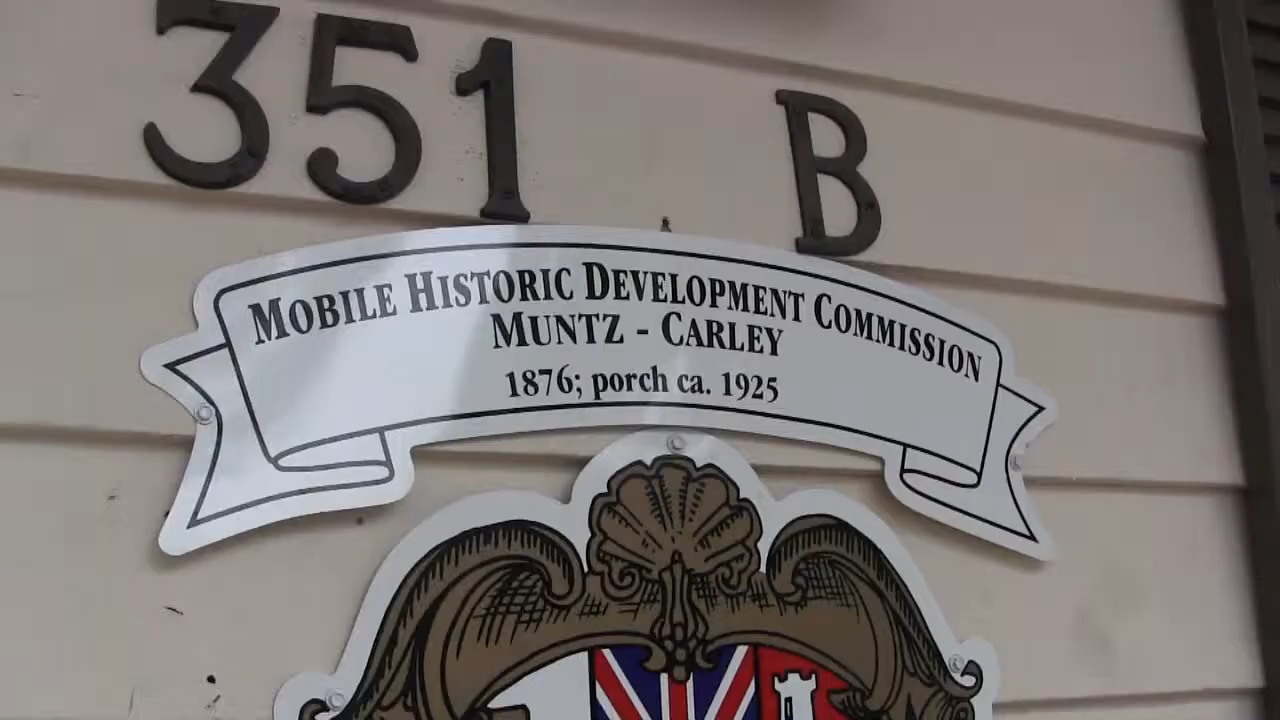 351 B
MOBILE HISTORIC DEVELOPMENT COMMISSION
MUNTZ - CARLEY
1876; porch ca. 1925